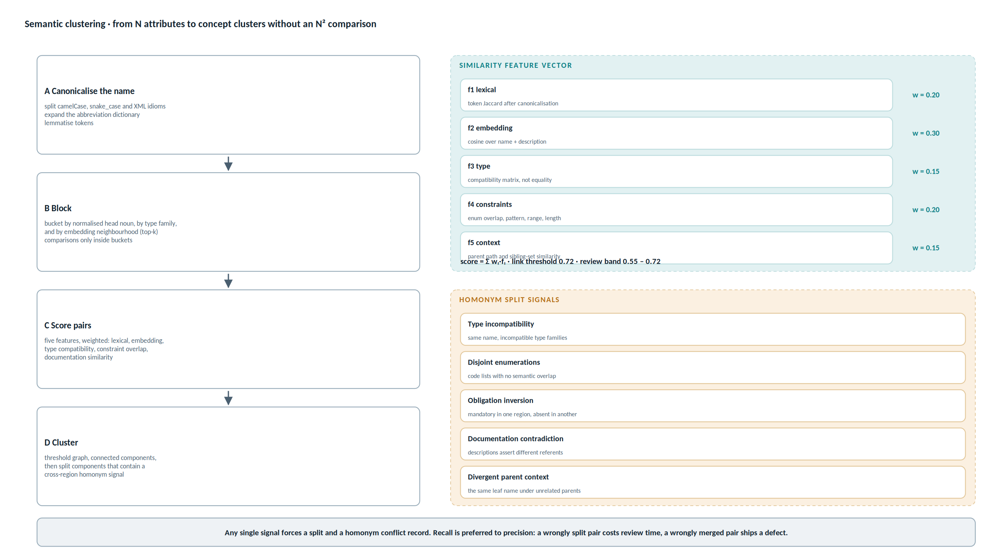 Semantic clustering · from N attributes to concept clusters without an N² comparison
A Canonicalise the name
split camelCase, snake_case and XML idioms
expand the abbreviation dictionary
lemmatise tokens
B Block
bucket by normalised head noun, by type family,
and by embedding neighbourhood (top-k)
comparisons only inside buckets
C Score pairs
five features, weighted: lexical, embedding,
type compatibility, constraint overlap,
documentation similarity
D Cluster
threshold graph, connected components,
then split components that contain a
cross-region homonym signal
SIMILARITY FEATURE VECTOR
f1 lexical
token Jaccard after canonicalisation
w = 0.20
f2 embedding
cosine over name + description
w = 0.30
f3 type
compatibility matrix, not equality
w = 0.15
f4 constraints
enum overlap, pattern, range, length
w = 0.20
f5 context
parent path and sibling-set similarity
w = 0.15
score = Σ wᵢ·fᵢ · link threshold 0.72 · review band 0.55 – 0.72
HOMONYM SPLIT SIGNALS
Type incompatibility
same name, incompatible type families
Disjoint enumerations
code lists with no semantic overlap
Obligation inversion
mandatory in one region, absent in another
Documentation contradiction
descriptions assert different referents
Divergent parent context
the same leaf name under unrelated parents
Any single signal forces a split and a homonym conflict record. Recall is preferred to precision: a wrongly split pair costs review time, a wrongly merged pair ships a defect.